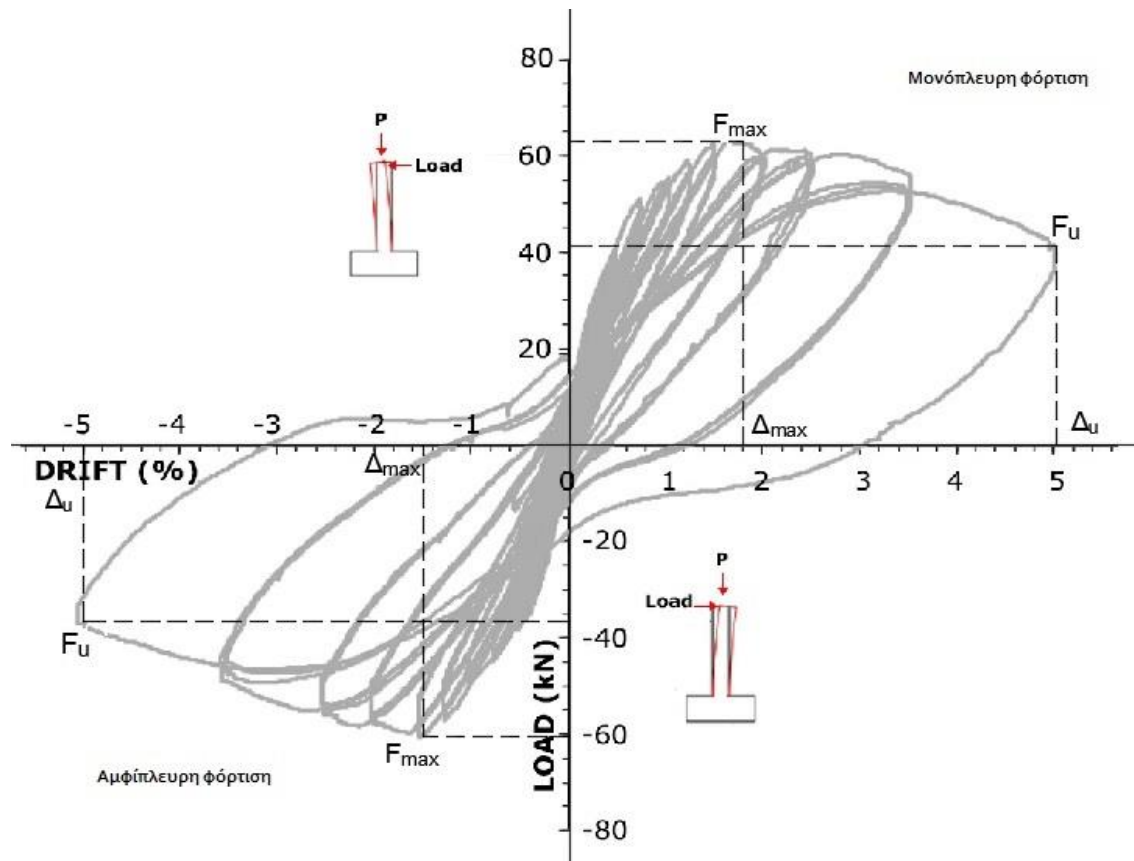 80
Μονόπλευρη φόρτιση
P
Load
Fmax
60
Fu
40
20
-5 -4 -3 -2 -1
Δmax
Δu
DRIFT (%)
Δmax
0 1 2 3 4 5
Δu
-20
P
Load
Fu
-40
LOAD (kN)
Fmax
-60
Αμφίπλευρη φόρτιση
-80